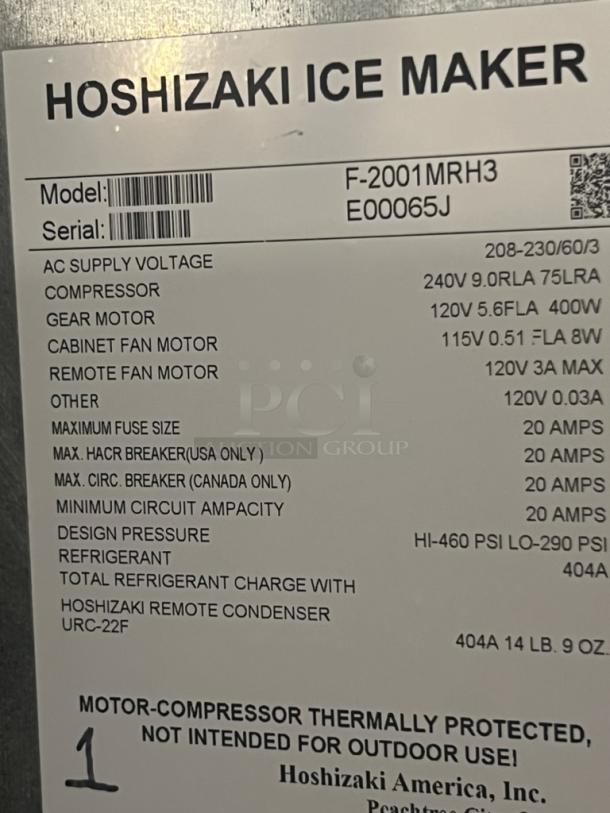 HOSHIZAKI ICE MAKER
Model: F-2001MRH3
Serial: E00065J
AC SUPPLY VOLTAGE 208-230/60/3
COMPRESSOR 240V 9.0RLA 75LRA
GEAR MOTOR 120V 5.6FLA 400W
CABINET FAN MOTOR 115V 0.51 FLA 8W
REMOTE FAN MOTOR 120V 3A MAX
OTHER 120V 0.03A
MAXIMUM FUSE SIZE 20 AMPS
MAX. HACR BREAKER(USA ONLY) 20 AMPS
MAX. CIRC. BREAKER (CANADA ONLY) 20 AMPS
MINIMUM CIRCUIT AMPACITY 20 AMPS
DESIGN PRESSURE HI-460 PSI LO-290 PSI
REFRIGERANT 404A
TOTAL REFRIGERANT CHARGE WITH
HOSHIZAKI REMOTE CONDENSER
URC-22F 404A 14 LB. 9 OZ.
MOTOR-COMPRESSOR THERMALLY PROTECTED,
NOT INTENDED FOR OUTDOOR USE!
1
Hoshizaki America, Inc.
Peachtree
PCI
AUCTION GROUP